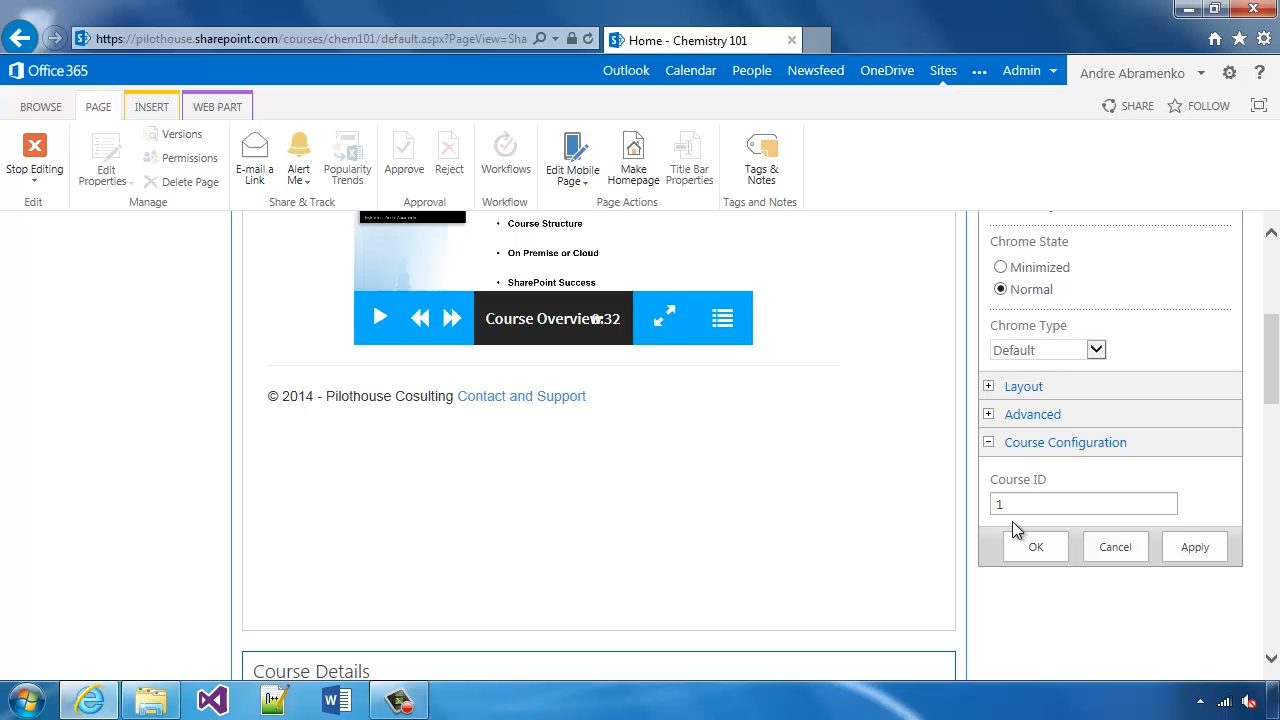 https://pilothouse.sharepoint.com/courses/chem101/default.aspx?PageView=Sha
Home - Chemistry 101
Office 365
Outlook Calendar People Newsfeed OneDrive Sites ... Admin
Andre Abramenko
BROWSE PAGE INSERT WEB PART
SHARE FOLLOW
Stop Editing
Edit Properties
Versions
Permissions
Delete Page
E-mail a Link
Alert Me
Popularity Trends
Approve
Reject
Workflows
Edit Mobile Page
Make Homepage
Title Bar Properties
Tags & Notes
Edit Manage Share & Track Approval Workflow Page Actions Tags and Notes
• Course Structure
• On Premise or Cloud
• SharePoint Success
Course Overview
:32
© 2014 - Pilothouse Cosulting Contact and Support
Course Details
Chrome State
Minimized
Normal
Chrome Type
Default
Layout
Advanced
Course Configuration
Course ID
1
OK Cancel Apply